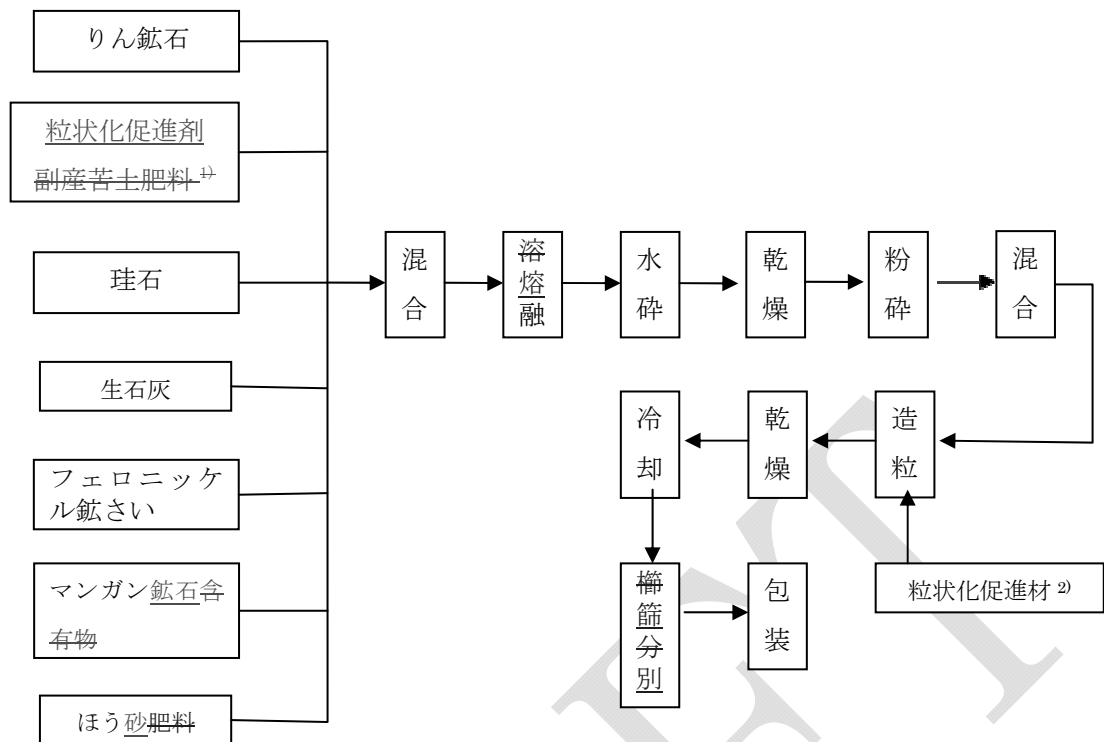 りん鉱石
粒状化促進剤
副産苦土肥料 1)
珪石
生石灰
フェロニッケ
ル鉱さい
マンガン鉱石含
有物
ほう砂肥料
混合
溶熔融
水砕
乾燥
粉砕
混合
造粒
乾燥
冷却
櫛篩分別
包装
粒状化促進材 2)